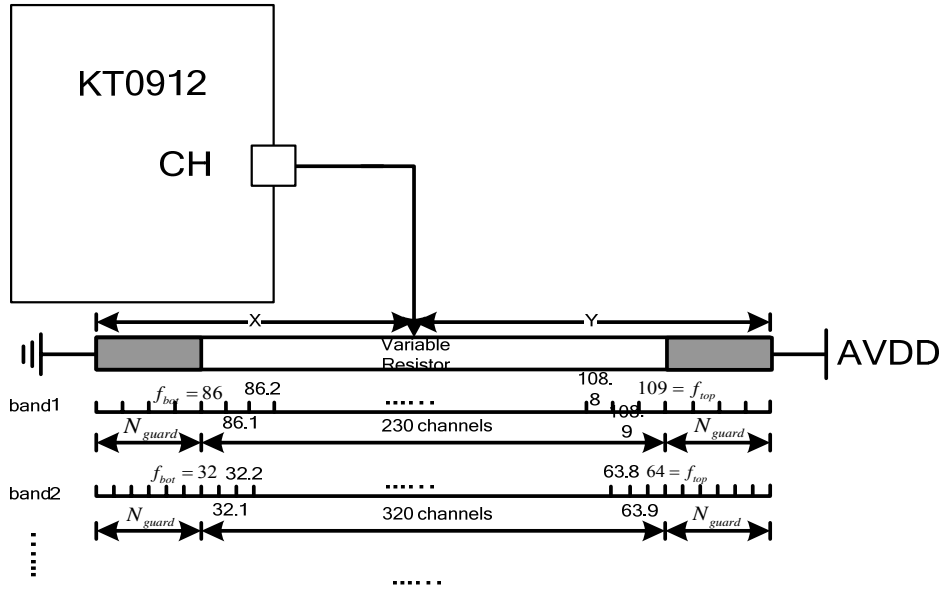 KT0912
CH
X
Y
Variable
Resistor
AVDD
band1
f_bot = 86
86.1
86.2
......
108.
8
108.
9
109 = f_top
N_guard
230 channels
N_guard
band2
f_bot = 32
32.1
32.2
......
63.8
63.9
64 = f_top
N_guard
320 channels
N_guard
......
......